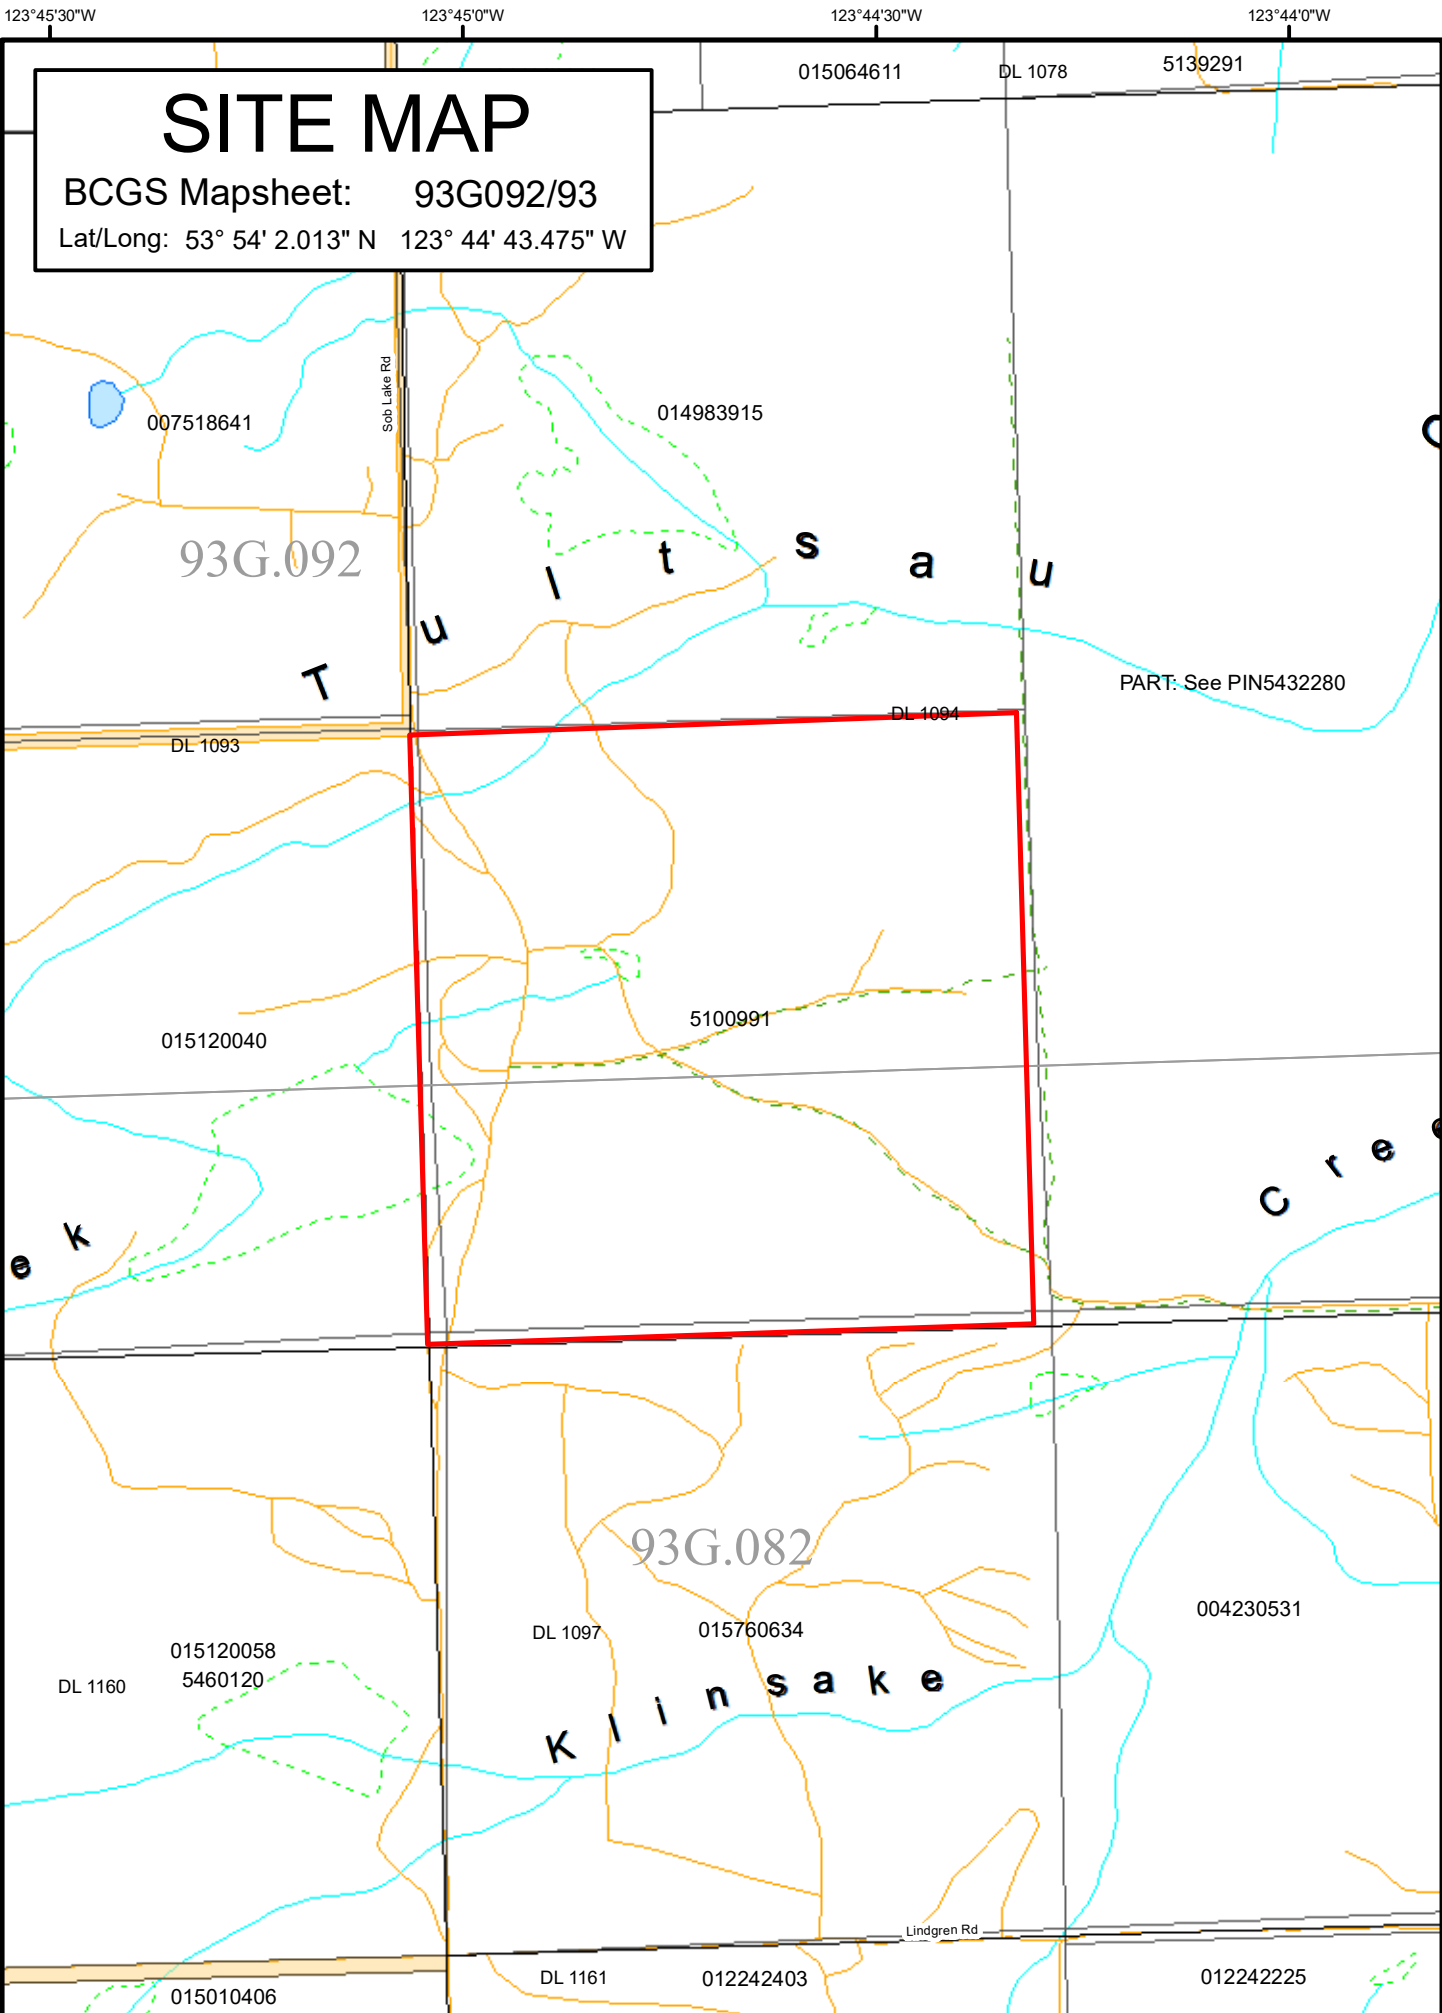 123°45'30"W 123°45'0"W 123°44'30"W 123°44'0"W
015064611 DL 1078 5139291
SITE MAP
BCGS Mapsheet: 93G092/93
Lat/Long: 53° 54' 2.013" N 123° 44' 43.475" W
Sob Lake Rd
007518641
014983915
93G.092
T u l t s a u C
PART: See PIN5432280
DL 1094
DL 1093
5100991
015120040
C r e e
e k
93G.082
004230531
DL 1097 015760634
015120058
5460120
DL 1160
K l i n s a k e
Lindgren Rd
DL 1161 012242403 012242225
015010406